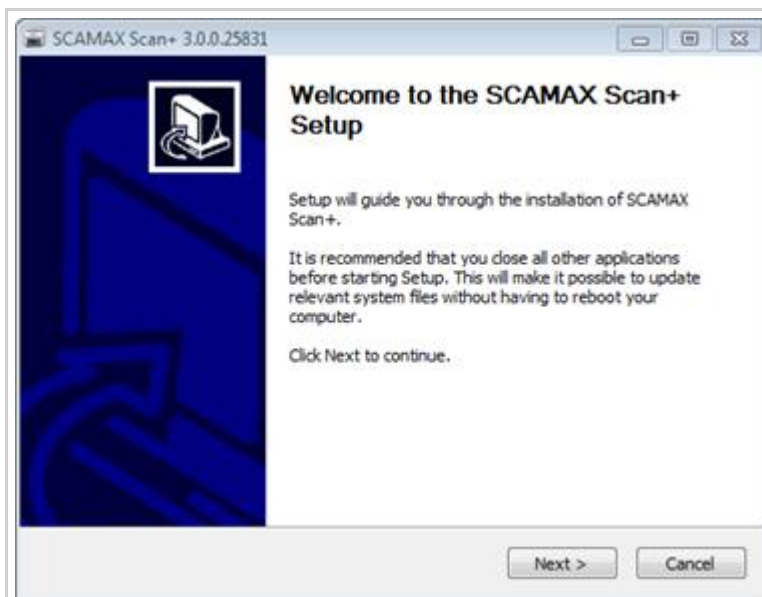 SCAMAX Scan+ 3.0.0.25831
Welcome to the SCAMAX Scan+
Setup
Setup will guide you through the installation of SCAMAX
Scan+.
It is recommended that you close all other applications
before starting Setup. This will make it possible to update
relevant system files without having to reboot your
computer.
Click Next to continue.
Next >
Cancel